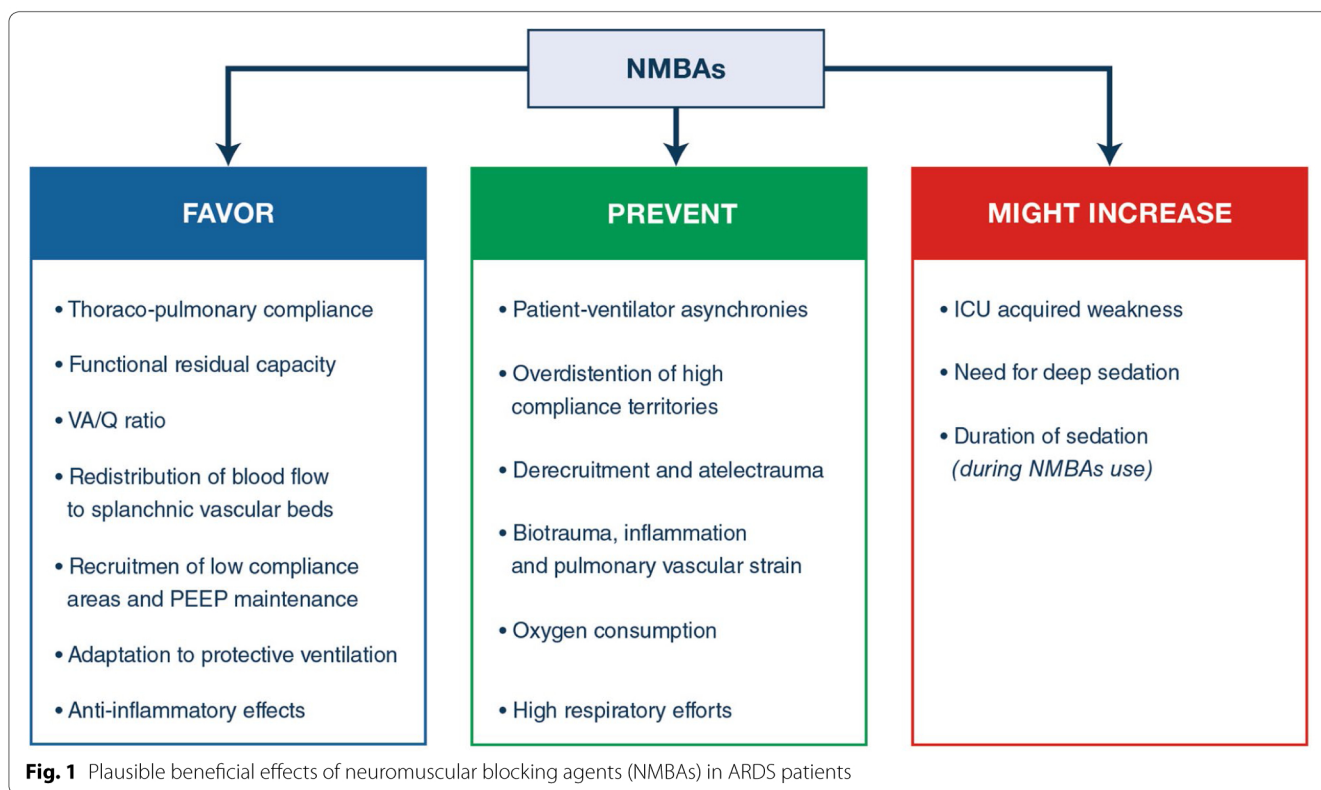 NMBAs
FAVOR
• Thoraco-pulmonary compliance
• Functional residual capacity
• VA/Q ratio
• Redistribution of blood flow
to splanchnic vascular beds
• Recruitmen of low compliance
areas and PEEP maintenance
• Adaptation to protective ventilation
• Anti-inflammatory effects
PREVENT
• Patient-ventilator asynchronies
• Overdistention of high
compliance territories
• Derecruitment and atelectrauma
• Biotrauma, inflammation
and pulmonary vascular strain
• Oxygen consumption
• High respiratory efforts
MIGHT INCREASE
• ICU acquired weakness
• Need for deep sedation
• Duration of sedation
(during NMBAs use)
Fig. 1 Plausible beneficial effects of neuromuscular blocking agents (NMBAs) in ARDS patients